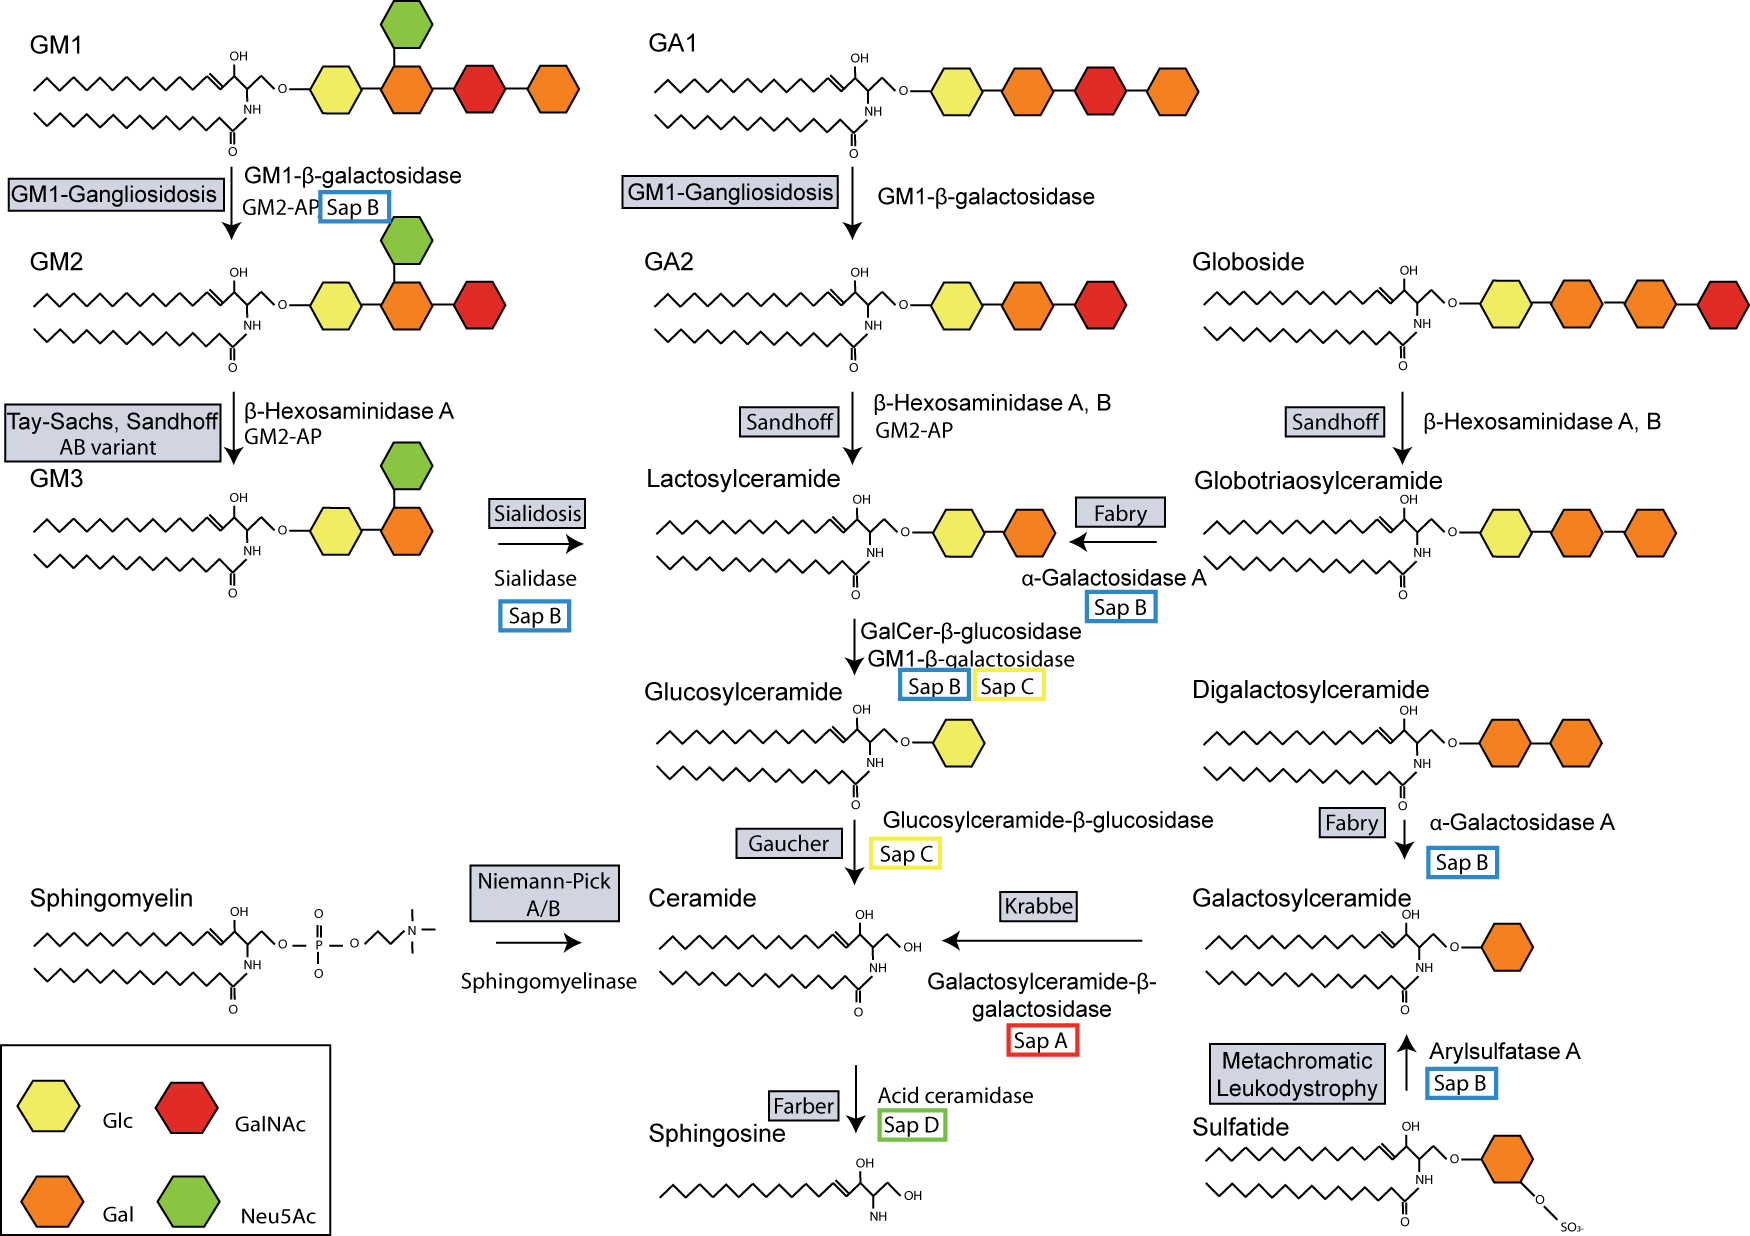 GM1
OH
O
NH
O
GM1-Gangliosidosis
GM1-β-galactosidase
GM2-AP Sap B
GM2
OH
O
NH
O
Tay-Sachs, Sandhoff
AB variant
β-Hexosaminidase A
GM2-AP
GM3
OH
O
NH
O
Sialidosis
Sialidase
Sap B
GA1
OH
O
NH
O
GM1-Gangliosidosis
GM1-β-galactosidase
GA2
OH
O
NH
O
Sandhoff
β-Hexosaminidase A, B
GM2-AP
Globoside
OH
O
NH
O
Sandhoff
β-Hexosaminidase A, B
Lactosylceramide
OH
O
NH
O
Fabry
α-Galactosidase A
Sap B
Globotriaosylceramide
OH
O
NH
O
GalCer-β-glucosidase
GM1-β-galactosidase
Sap B Sap C
Glucosylceramide
OH
O
NH
O
Gaucher
Glucosylceramide-β-glucosidase
Sap C
Digalactosylceramide
OH
O
NH
O
Fabry
α-Galactosidase A
Sap B
Sphingomyelin
OH
O
O
P
O
O
N
NH
O
Niemann-Pick
A/B
Sphingomyelinase
Ceramide
OH
OH
NH
O
Krabbe
Galactosylceramide-β-
galactosidase
Sap A
Galactosylceramide
OH
O
NH
O
Metachromatic
Leukodystrophy
Arylsulfatase A
Sap B
Sulfatide
OH
O
NH
O
O
SO3-
Farber
Acid ceramidase
Sap D
Sphingosine
OH
OH
NH
Glc
GalNAc
Gal
Neu5Ac